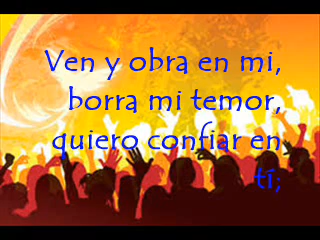 Ven y obra en mi,
borra mi temor,
quiero confiar en
tí;